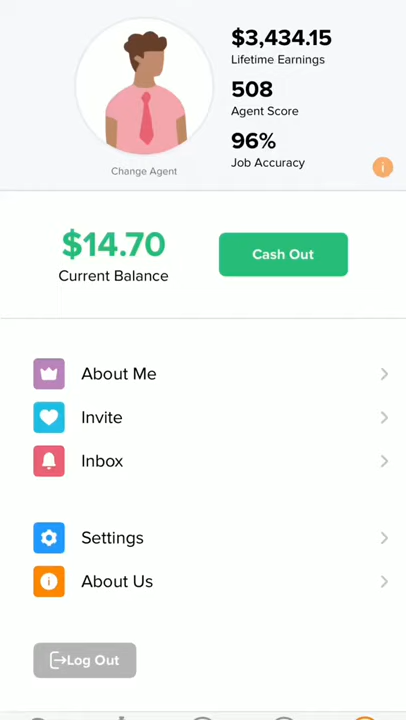 $3,434.15
Lifetime Earnings
508
Agent Score
96%
Job Accuracy
Change Agent
$14.70
Current Balance
Cash Out
About Me
Invite
Inbox
Settings
About Us
Log Out